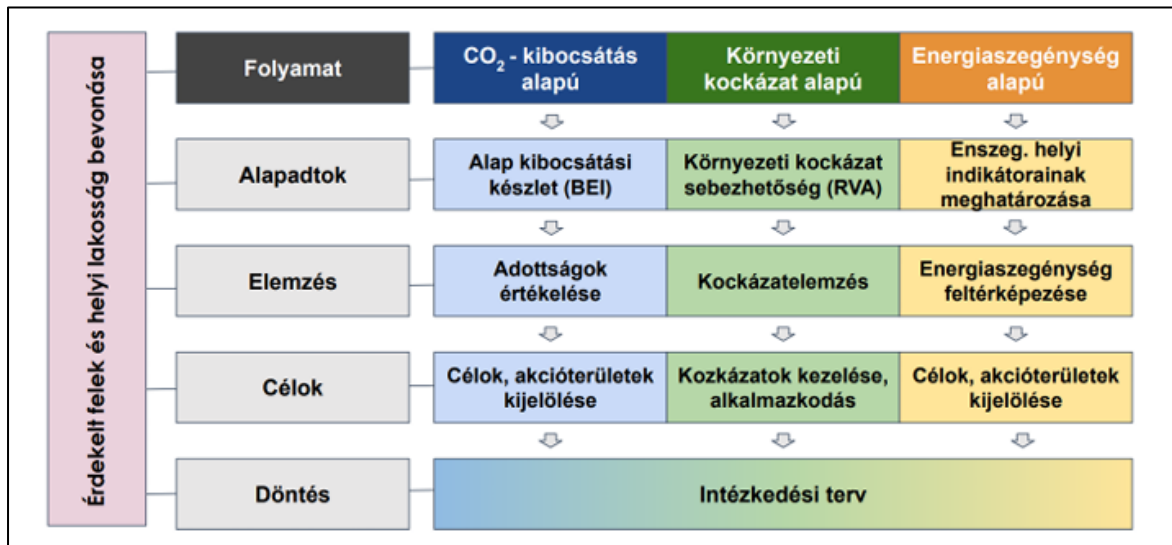 Érdekelt felek és helyi lakosság bevonása
Folyamat
CO₂ - kibocsátás
alapú
Környezeti
kockázat alapú
Energiaszegénység
alapú
Alapadtok
Alap kibocsátási
készlet (BEI)
Környezeti kockázat
sebezhetőség (RVA)
Enszeg. helyi
indikátorainak
meghatározása
Elemzés
Adottságok
értékelése
Kockázatelemzés
Energiaszegénység
feltérképezése
Célok
Célok, akcióterületek
kijelölése
Kozkázatok kezelése,
alkalmazkodás
Célok, akcióterületek
kijelölése
Döntés
Intézkedési terv